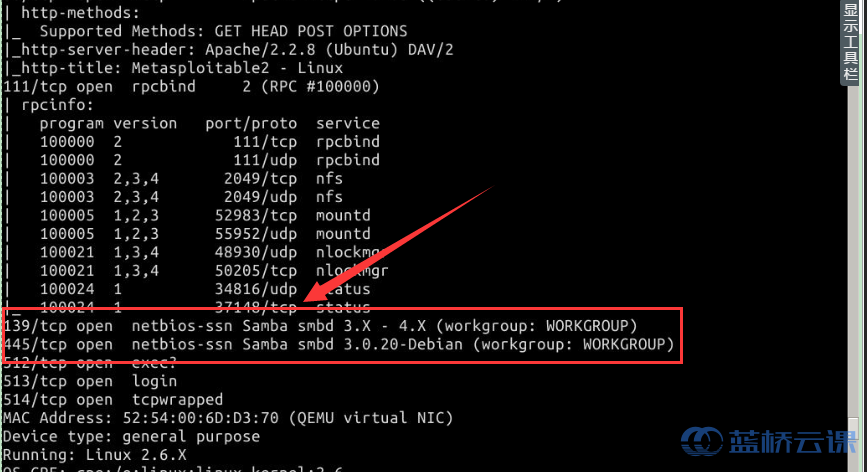 | http-methods:
|_  Supported Methods: GET HEAD POST OPTIONS
|_http-server-header: Apache/2.2.8 (Ubuntu) DAV/2
|_http-title: Metasploitable2 - Linux
111/tcp open  rpcbind     2 (RPC #100000)
| rpcinfo:
|   program version   port/proto  service
|   100000  2            111/tcp  rpcbind
|   100000  2            111/udp  rpcbind
|   100003  2,3,4       2049/tcp  nfs
|   100003  2,3,4       2049/udp  nfs
|   100005  1,2,3      52983/tcp  mountd
|   100005  1,2,3      55952/udp  mountd
|   100021  1,3,4      48930/udp  nlockmgr
|   100021  1,3,4      50205/tcp  nlockmgr
|   100024  1          34816/udp  status
|_  100024  1          37148/tcp  status
139/tcp open  netbios-ssn Samba smbd 3.X - 4.X (workgroup: WORKGROUP)
445/tcp open  netbios-ssn Samba smbd 3.0.20-Debian (workgroup: WORKGROUP)
512/tcp open  exec?
513/tcp open  login
514/tcp open  tcpwrapped
MAC Address: 52:54:00:6D:D3:70 (QEMU virtual NIC)
Device type: general purpose
Running: Linux 2.6.X
OS CPE: cpe:/o:linux:linux_kernel:2.6
显示工具栏
蓝桥云课